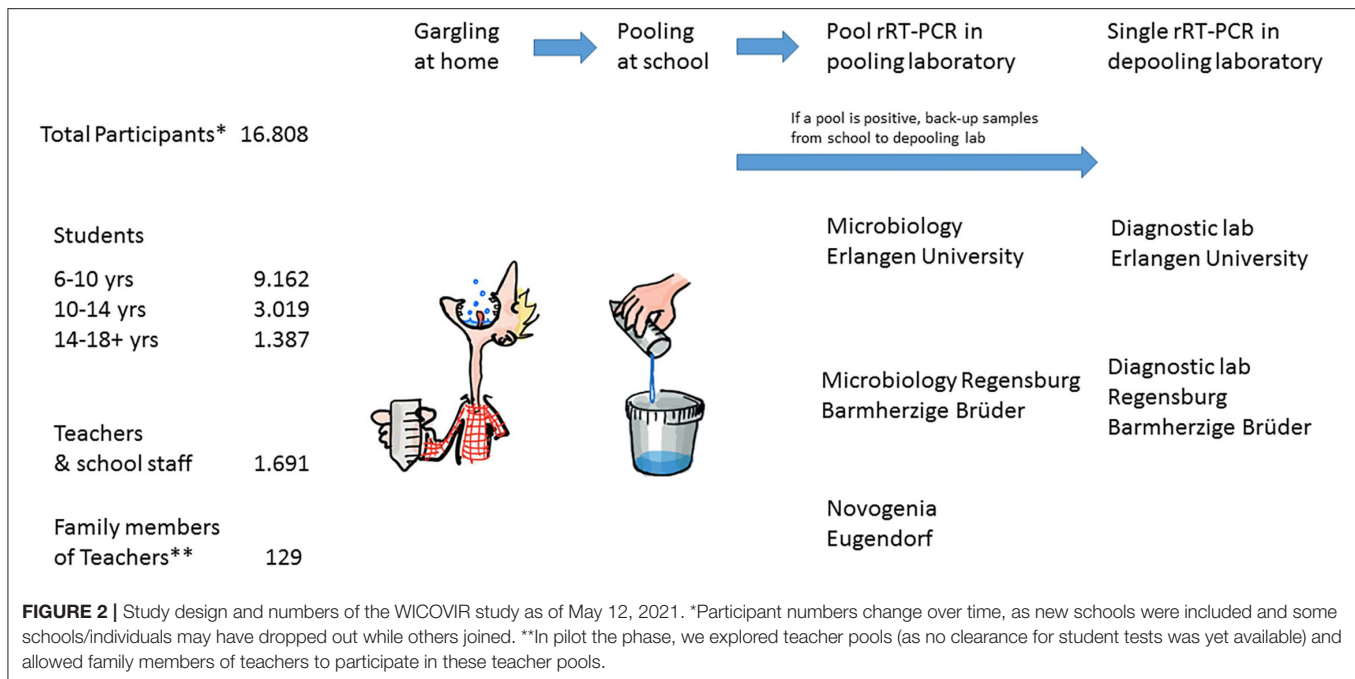 Gargling
at home
Pooling
at school
Pool rRT-PCR in
pooling laboratory
Single rRT-PCR in
depooling laboratory
Total Participants* 16.808
If a pool is positive, back-up samples
from school to depooling lab
Students
6-10 yrs 9.162
10-14 yrs 3.019
14-18+ yrs 1.387
Teachers
& school staff 1.691
Family members
of Teachers** 129
Microbiology
Erlangen University
Diagnostic lab
Erlangen University
Microbiology Regensburg
Barmherzige Brüder
Diagnostic lab
Regensburg
Barmherzige Brüder
Novogenia
Eugendorf
FIGURE 2 | Study design and numbers of the WICOVIR study as of May 12, 2021. *Participant numbers change over time, as new schools were included and some
schools/individuals may have dropped out while others joined. **In pilot the phase, we explored teacher pools (as no clearance for student tests was yet available) and
allowed family members of teachers to participate in these teacher pools.